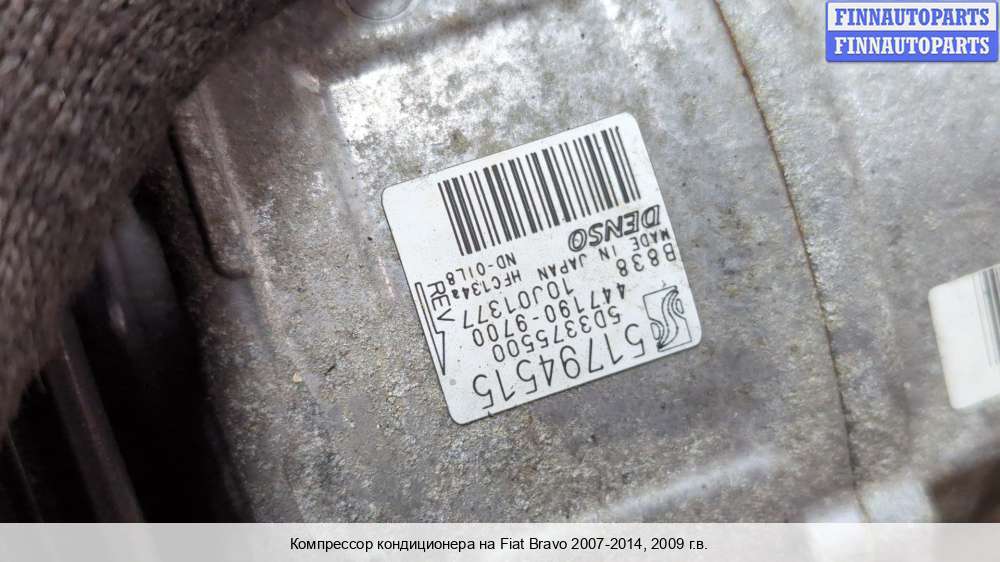 FINNAUTOPARTS
FINNAUTOPARTS
51794515
5D3375500
447190-9700
10J01377
REV
B838
MADE IN JAPAN HFC134a
DENSO ND-OIL8
Компрессор кондиционера на Fiat Bravo 2007-2014, 2009 г.в.